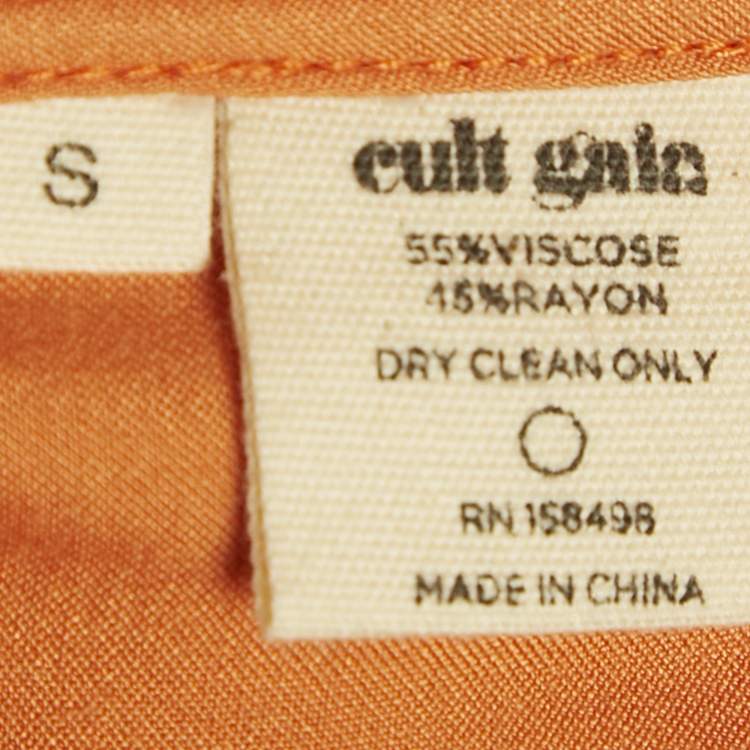 S
cult gaia
55%VISCOSE
45%RAYON
DRY CLEAN ONLY
RN 158498
MADE IN CHINA